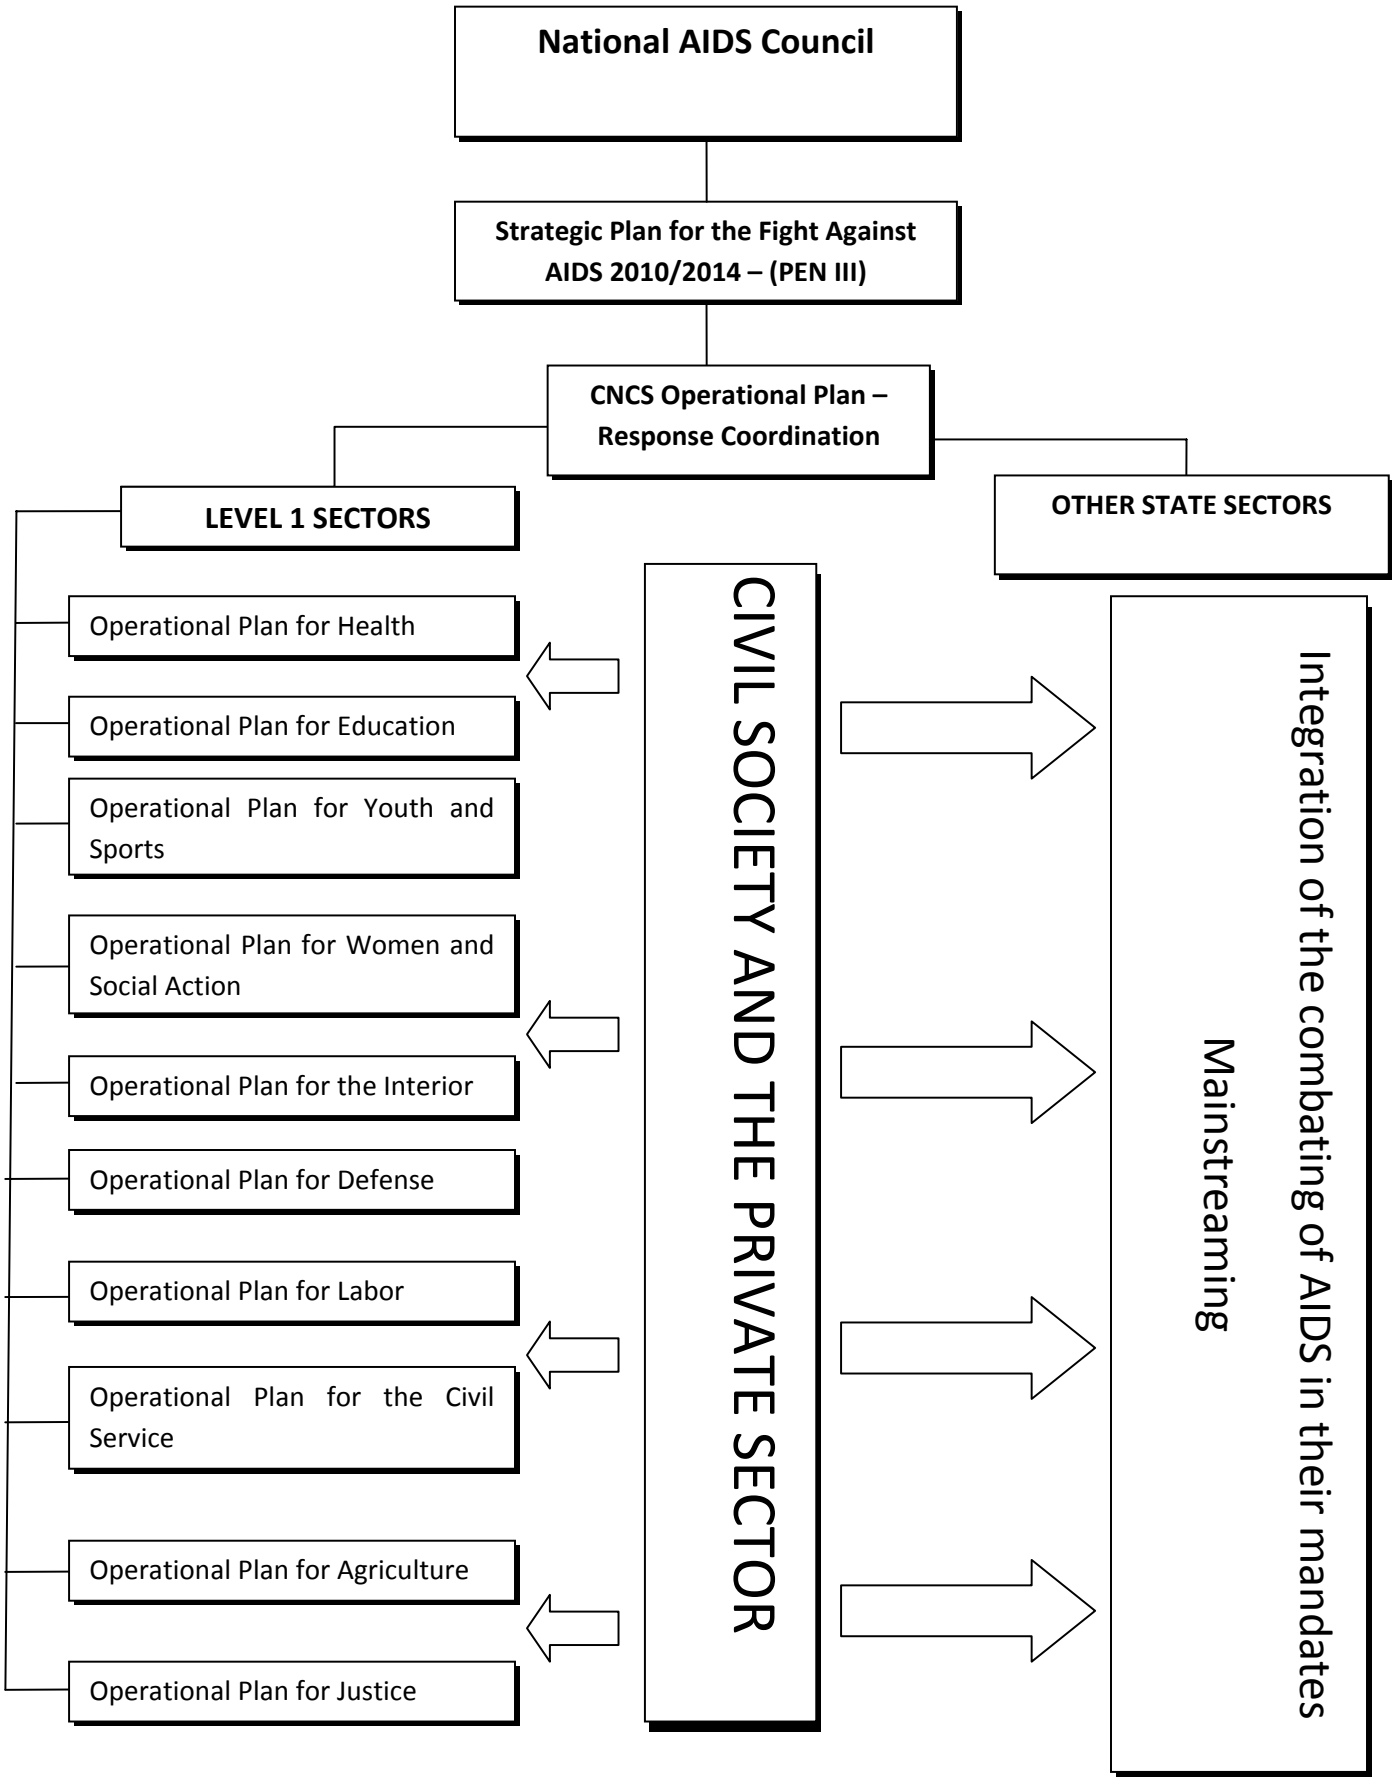 National AIDS Council
Strategic Plan for the Fight Against
AIDS 2010/2014 – (PEN III)
CNCS Operational Plan –
Response Coordination
LEVEL 1 SECTORS
OTHER STATE SECTORS
Operational Plan for Health
Operational Plan for Education
Operational Plan for Youth and
Sports
Operational Plan for Women and
Social Action
Operational Plan for the Interior
Operational Plan for Defense
Operational Plan for Labor
Operational Plan for the Civil
Service
Operational Plan for Agriculture
Operational Plan for Justice
CIVIL SOCIETY AND THE PRIVATE SECTOR
Integration of the combating of AIDS in their mandates
Mainstreaming